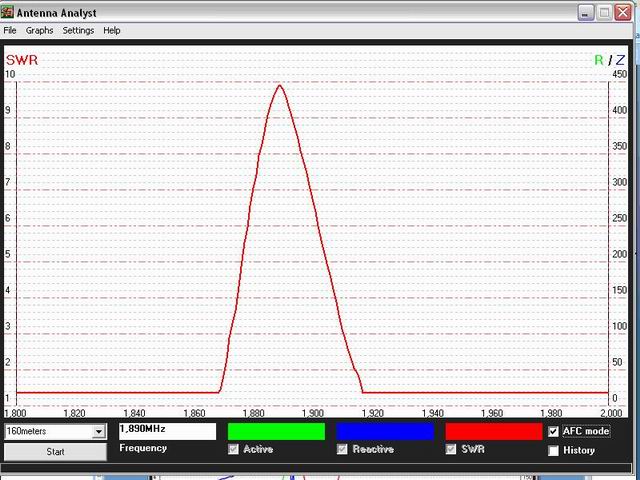 Antenna Analyst
File Graphs Settings Help
SWR R / Z
10 450
9 400
8 350
7 300
6 250
5 200
4 150
3 100
2 50
1 0
1,800 1,820 1,840 1,860 1,880 1,900 1,920 1,940 1,960 1,980 2,000
160meters 1,890MHz AFC mode
Start Frequency Active Reactive SWR History